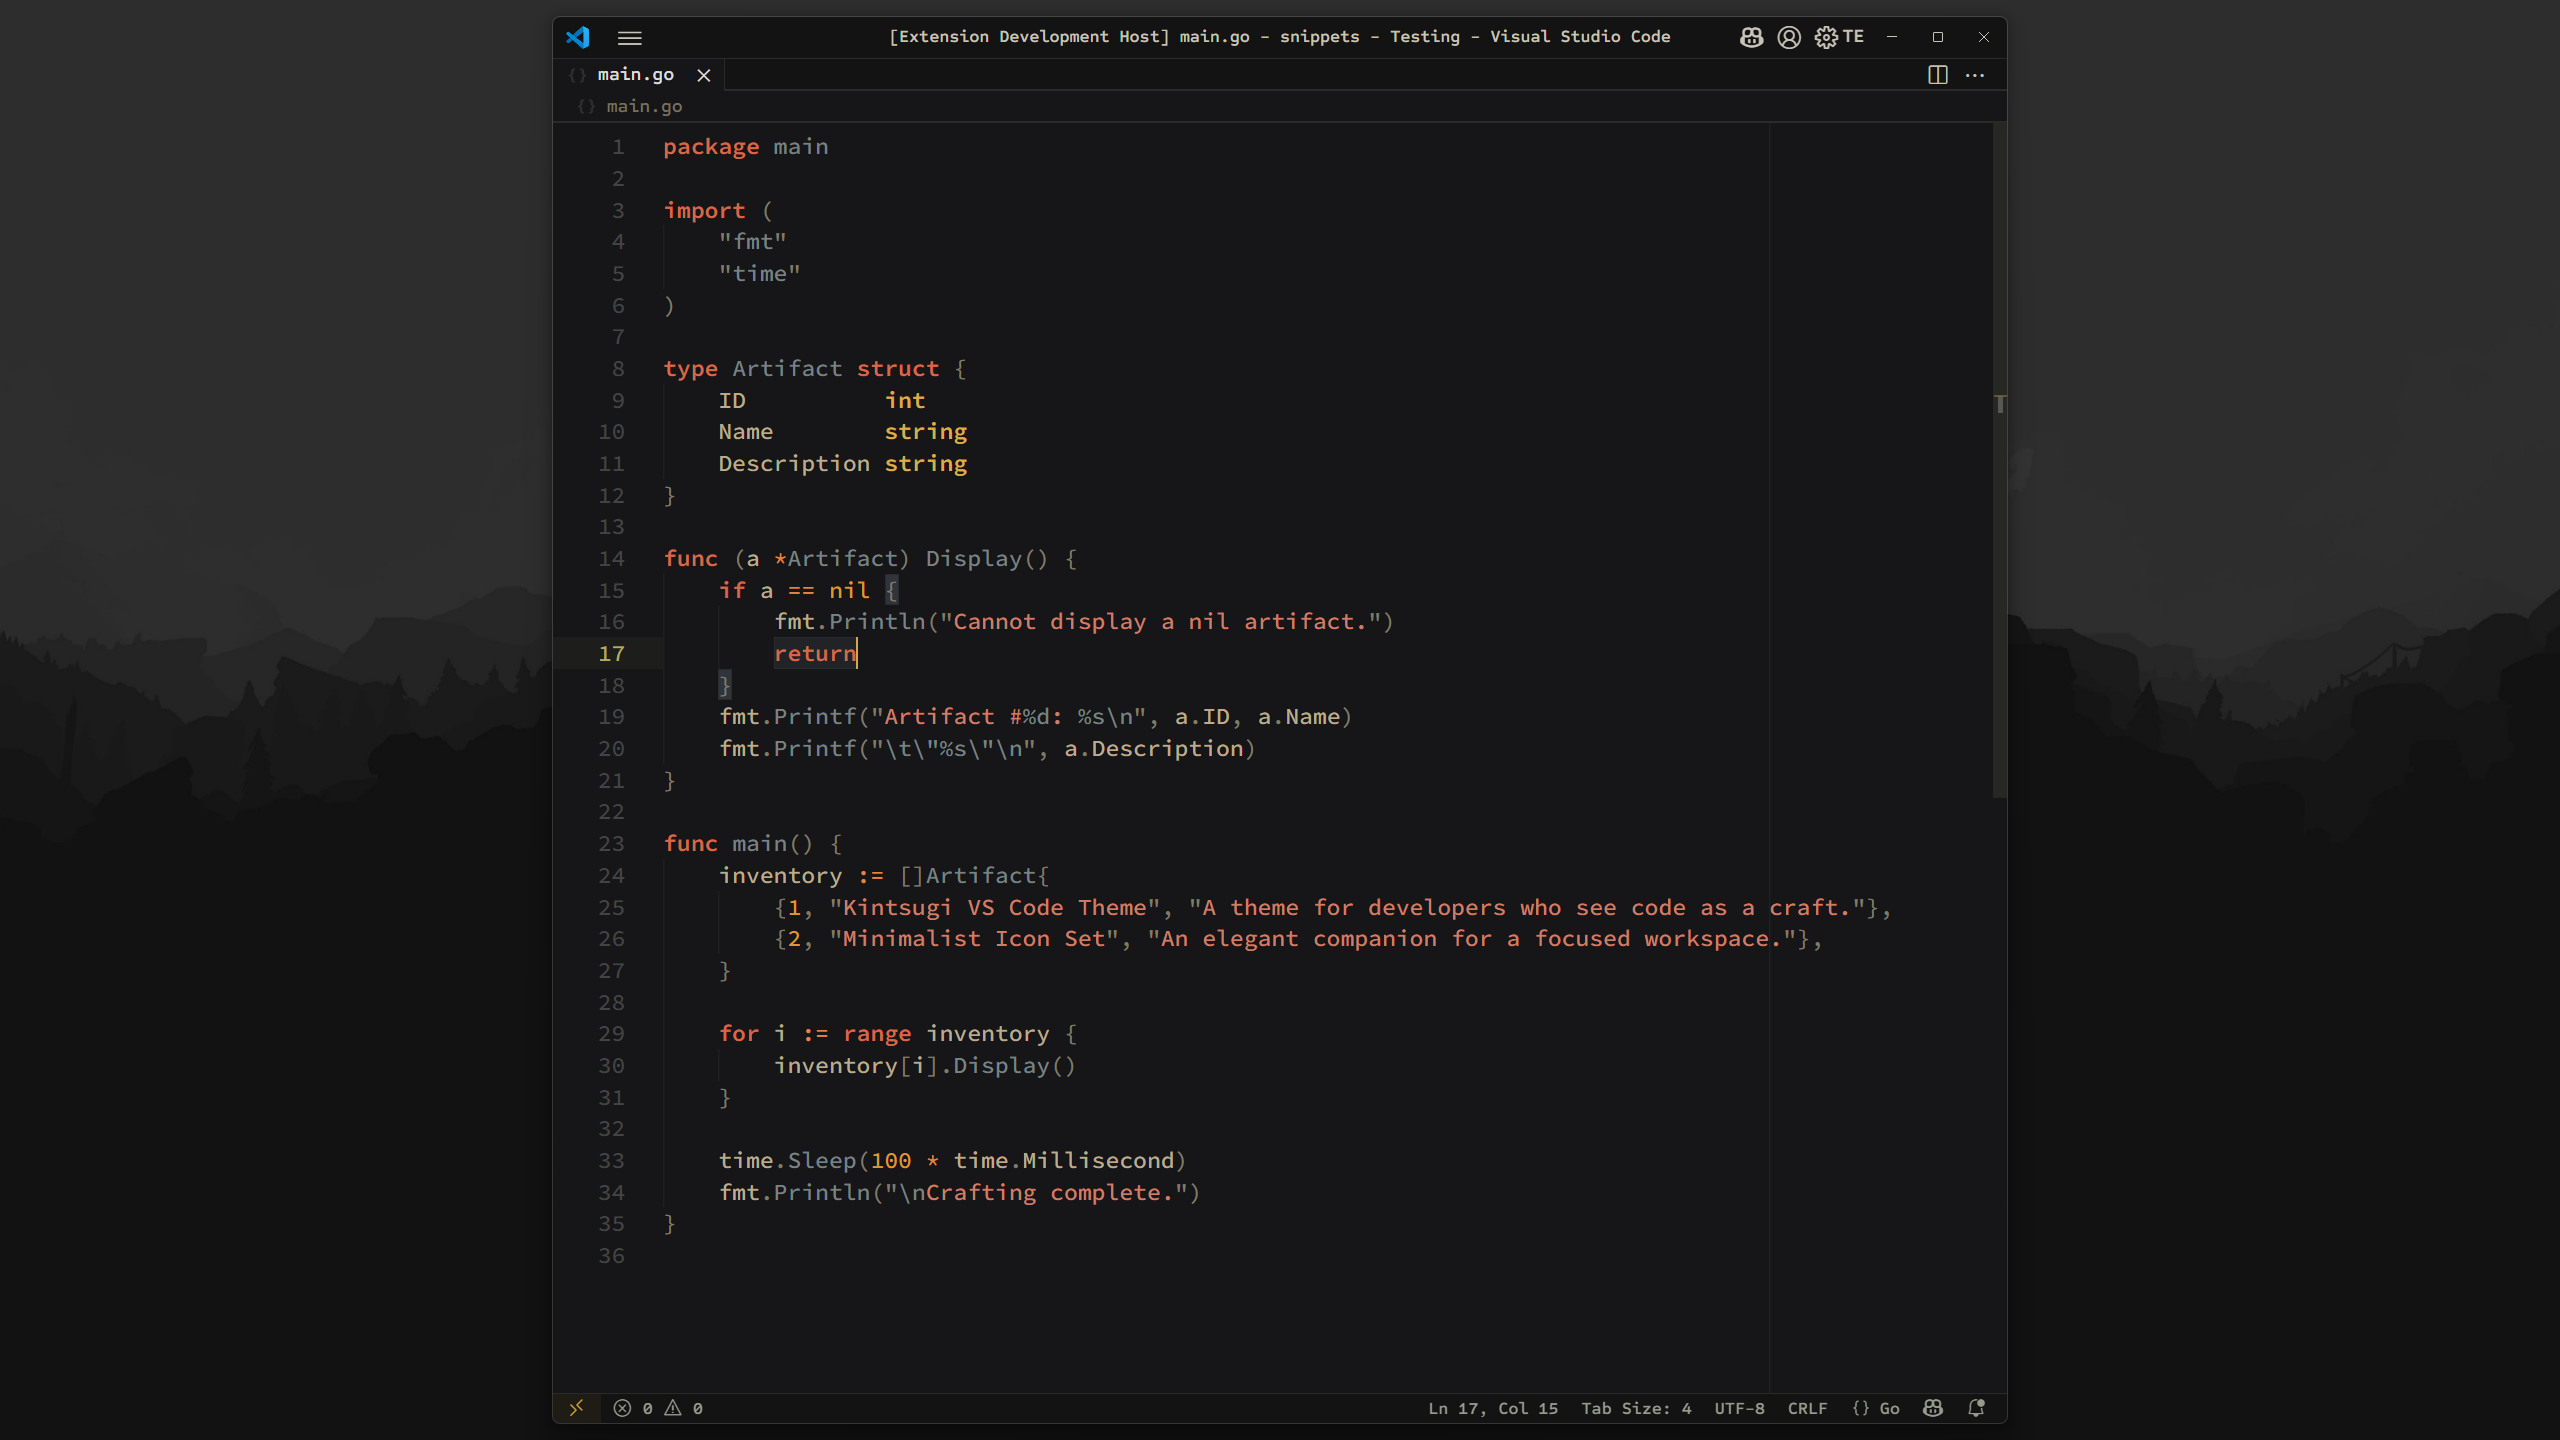 [Extension Development Host] main.go - snippets - Testing - Visual Studio Code TE
{} main.go
{} main.go
1 package main
2
3 import (
4     "fmt"
5     "time"
6 )
7
8 type Artifact struct {
9     ID          int
10     Name        string
11     Description string
12 }
13
14 func (a *Artifact) Display() {
15     if a == nil {
16         fmt.Println("Cannot display a nil artifact.")
17         return
18     }
19     fmt.Printf("Artifact #%d: %s\n", a.ID, a.Name)
20     fmt.Printf("\t\"%s\"\n", a.Description)
21 }
22
23 func main() {
24     inventory := []Artifact{
25         {1, "Kintsugi VS Code Theme", "A theme for developers who see code as a craft."},
26         {2, "Minimalist Icon Set", "An elegant companion for a focused workspace."},
27     }
28
29     for i := range inventory {
30         inventory[i].Display()
31     }
32
33     time.Sleep(100 * time.Millisecond)
34     fmt.Println("\nCrafting complete.")
35 }
36
0 0 Ln 17, Col 15 Tab Size: 4 UTF-8 CRLF {} Go